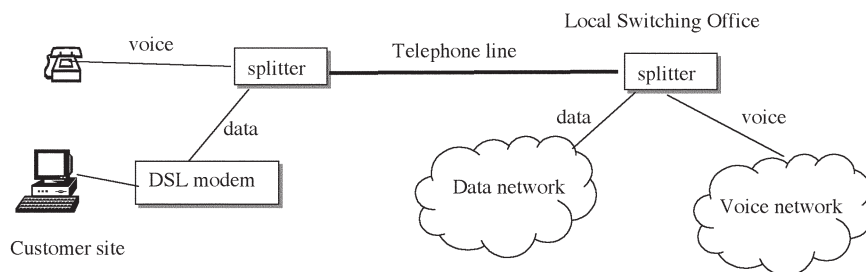 Local Switching Office
voice
Telephone line
splitter
splitter
data
data
voice
DSL modem
Data network
Voice network
Customer site